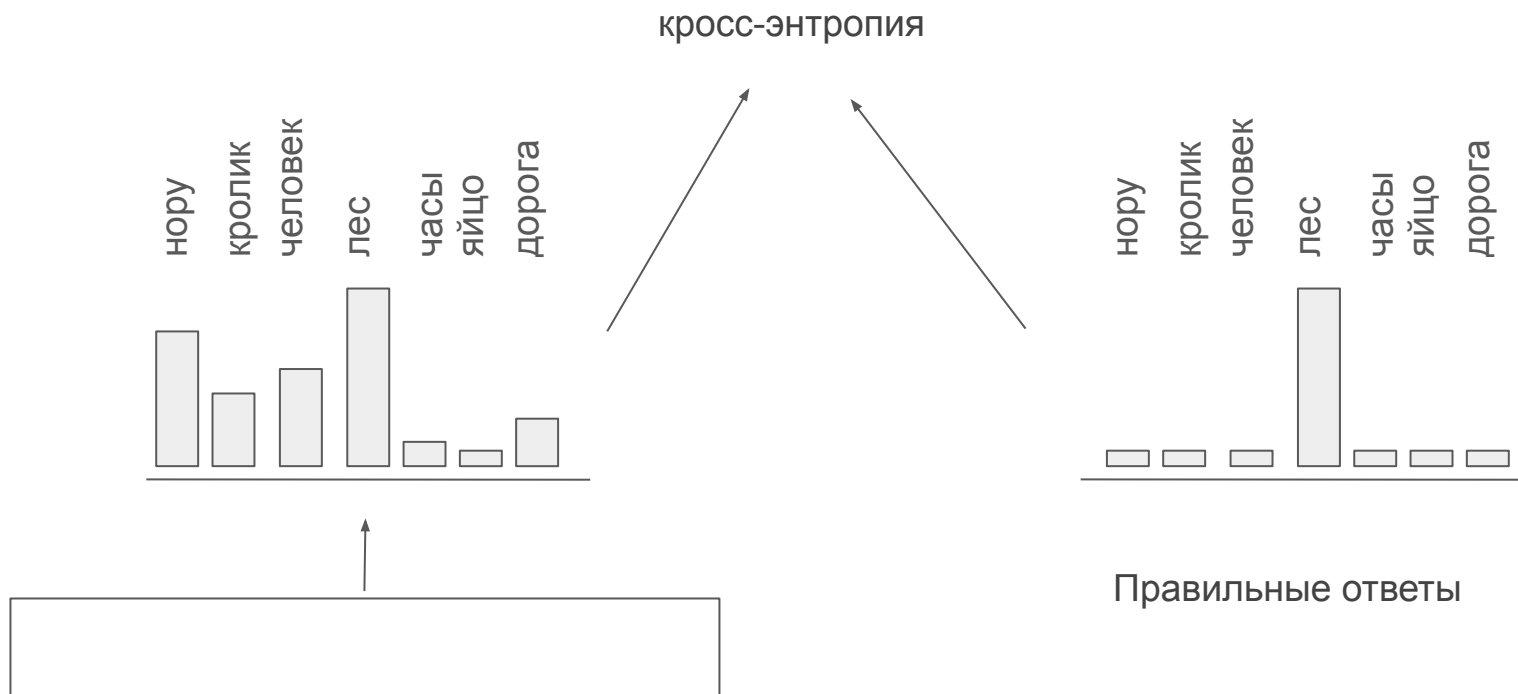 кросс-энтропия
нору
кролик
человек
лес
часы
яйцо
дорога
нору
кролик
человек
лес
часы
яйцо
дорога
Правильные ответы